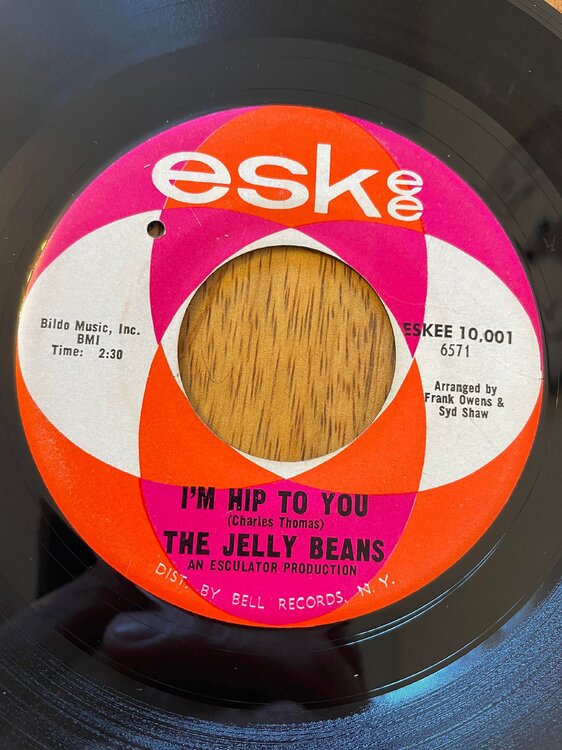 eskee
Bildo Music, Inc.
BMI
Time: 2:30
ESKEE 10,001
6571
Arranged by
Frank Owens &
Syd Shaw
I'M HIP TO YOU
(Charles Thomas)
THE JELLY BEANS
AN ESCULATOR PRODUCTION
DIST. BY BELL RECORDS, N. Y.